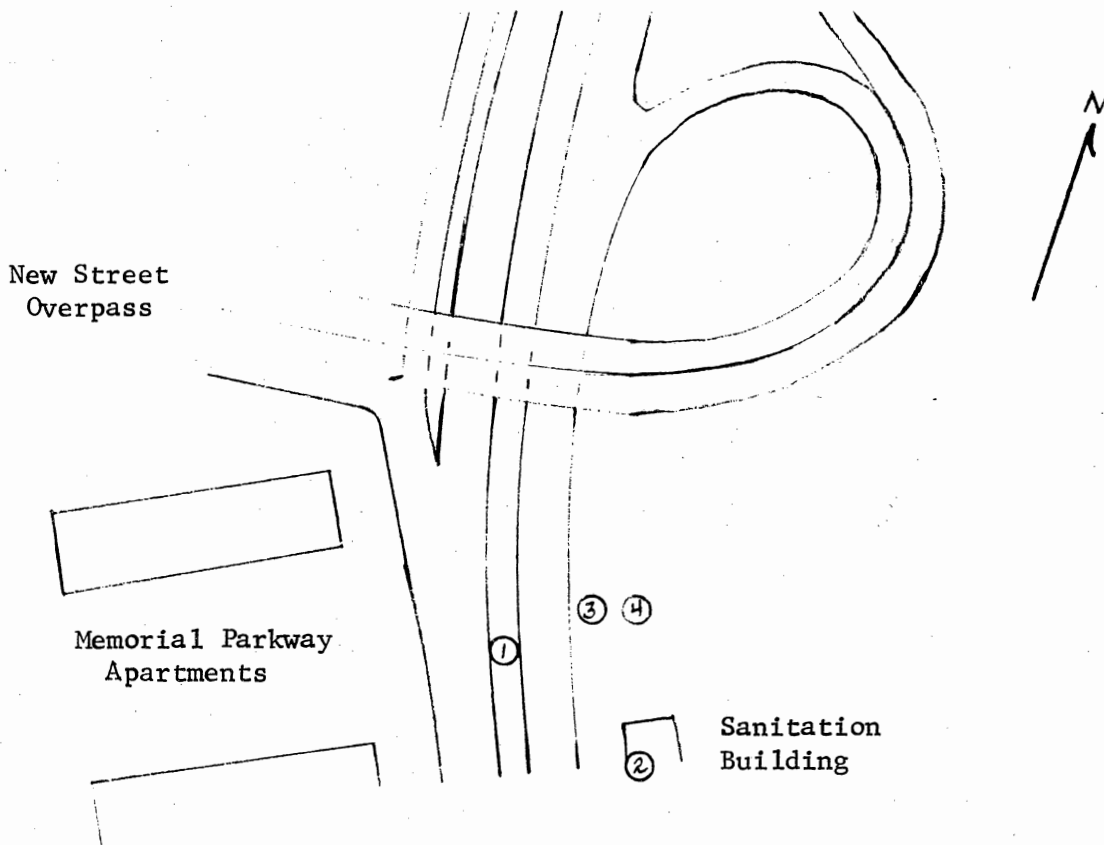 N
New Street
Overpass
3 4
Memorial Parkway
Apartments
1
Sanitation
Building
2